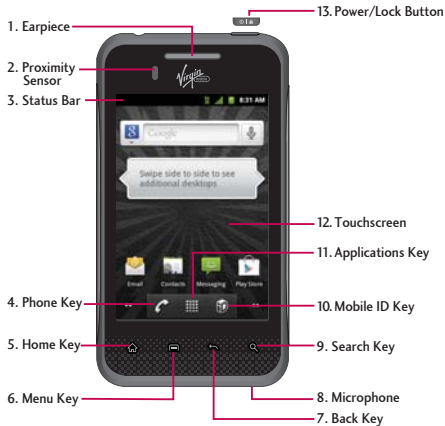 13. Power/Lock Button
1. Earpiece
2. Proximity
Sensor
Virgin
mobile
3. Status Bar
8:31 AM
Google
Swipe side to side to see
additional desktops
12. Touchscreen
11. Applications Key
Email Contacts Messaging Play Store
4. Phone Key
10. Mobile ID Key
5. Home Key
9. Search Key
6. Menu Key
8. Microphone
7. Back Key